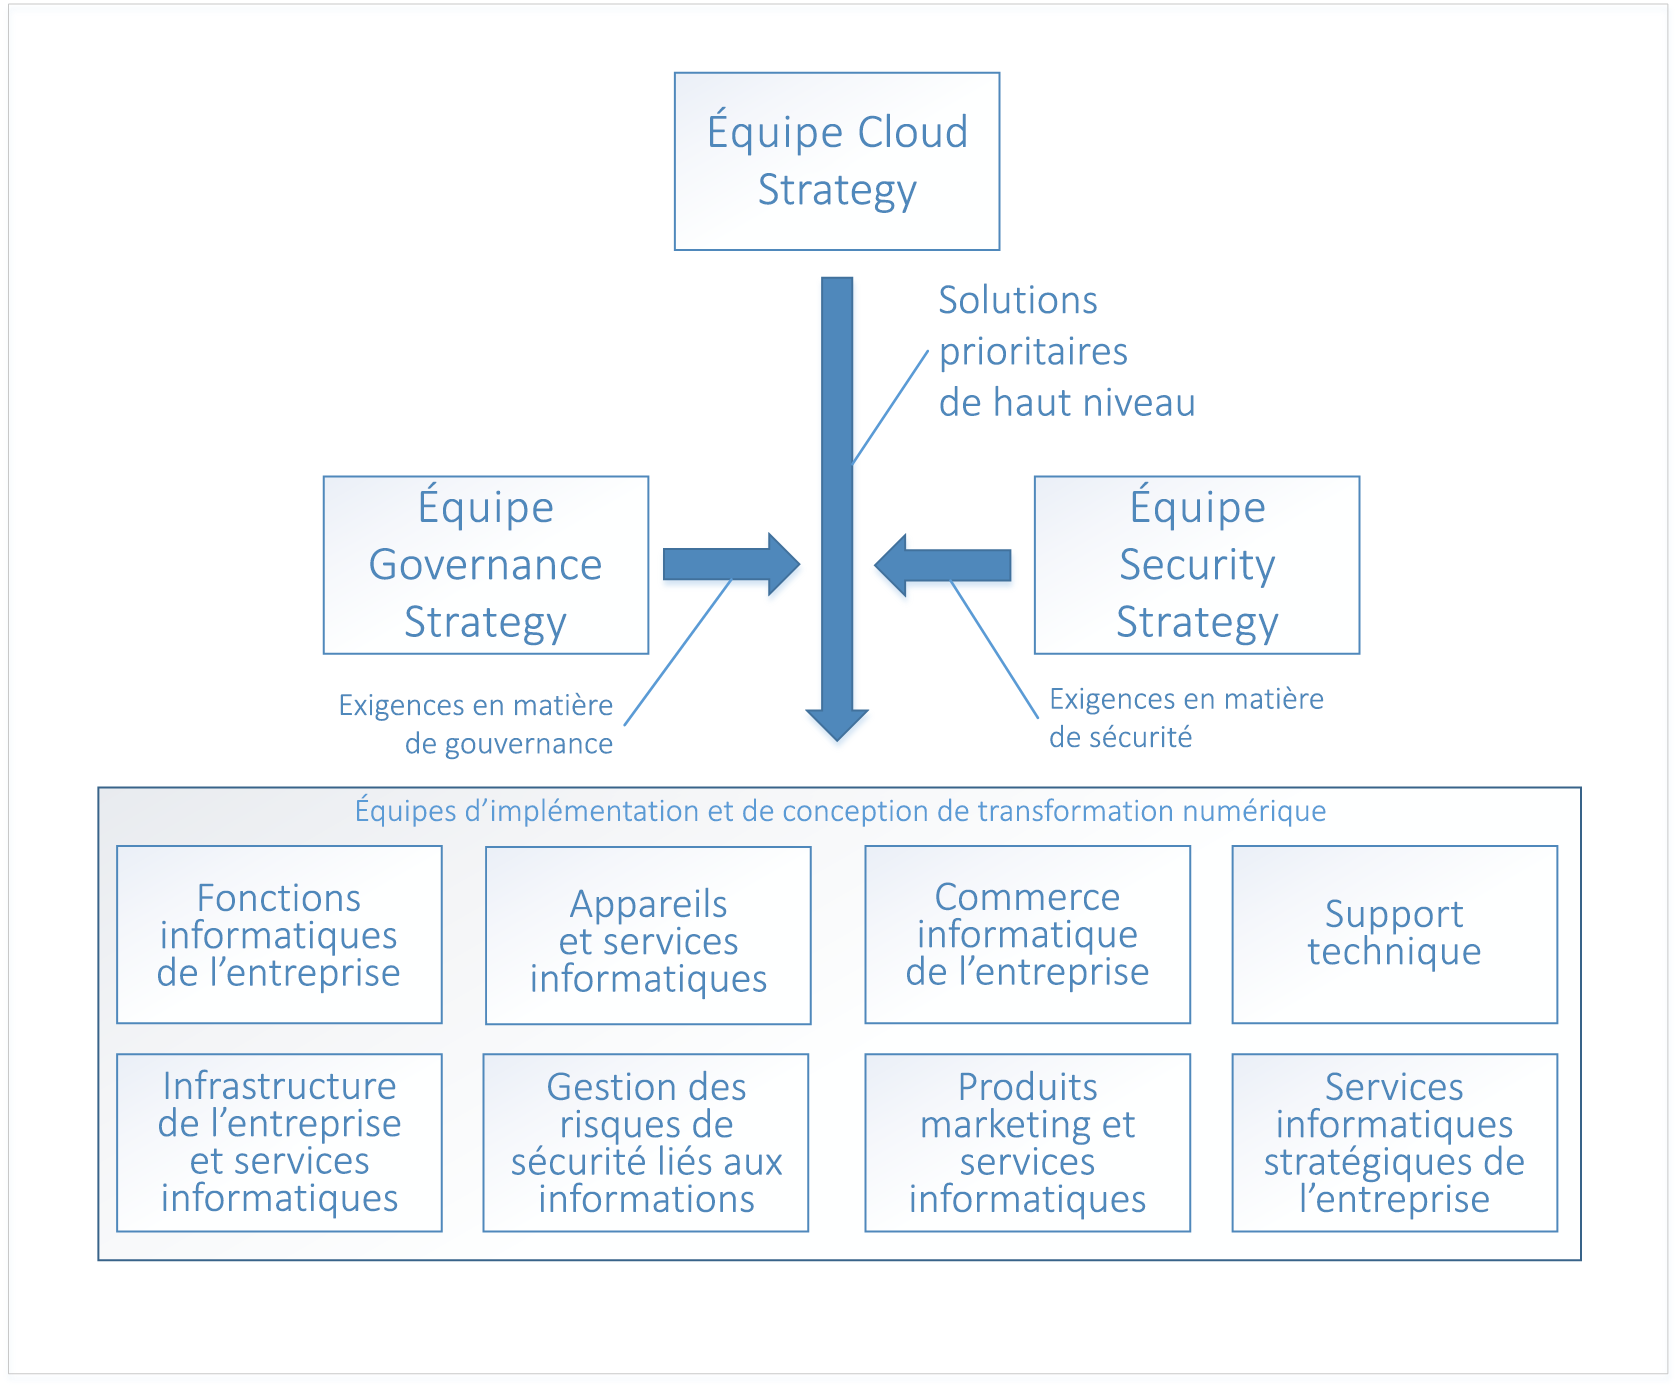 Équipe Cloud
Strategy
Solutions
prioritaires
de haut niveau
Équipe
Governance
Strategy
Équipe
Security
Strategy
Exigences en matière
de gouvernance
Exigences en matière
de sécurité
Équipes d’implémentation et de conception de transformation numérique
Fonctions
informatiques
de l’entreprise
Appareils
et services
informatiques
Commerce
informatique
de l’entreprise
Support
technique
Infrastructure
de l’entreprise
et services
informatiques
Gestion des
risques de
sécurité liés aux
informations
Produits
marketing et
services
informatiques
Services
informatiques
stratégiques de
l’entreprise